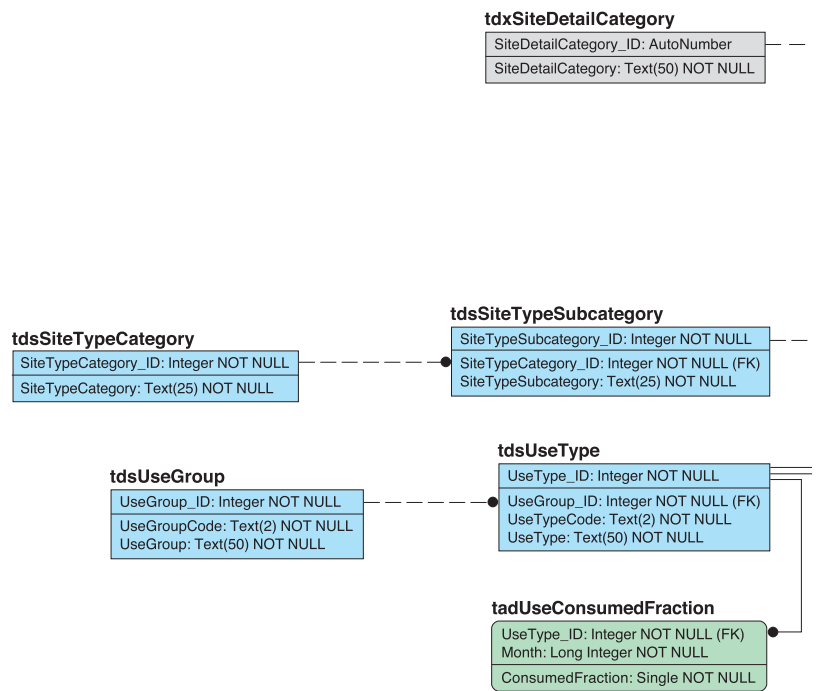 tdxSiteDetailCategory
SiteDetailCategory_ID: AutoNumber
SiteDetailCategory: Text(50) NOT NULL
tdsSiteTypeCategory
SiteTypeCategory_ID: Integer NOT NULL
SiteTypeCategory: Text(25) NOT NULL
tdsSiteTypeSubcategory
SiteTypeSubcategory_ID: Integer NOT NULL
SiteTypeCategory_ID: Integer NOT NULL (FK)
SiteTypeSubcategory: Text(25) NOT NULL
tdsUseGroup
UseGroup_ID: Integer NOT NULL
UseGroupCode: Text(2) NOT NULL
UseGroup: Text(50) NOT NULL
tdsUseType
UseType_ID: Integer NOT NULL
UseGroup_ID: Integer NOT NULL (FK)
UseTypeCode: Text(2) NOT NULL
UseType: Text(50) NOT NULL
tadUseConsumedFraction
UseType_ID: Integer NOT NULL (FK)
Month: Long Integer NOT NULL
ConsumedFraction: Single NOT NULL